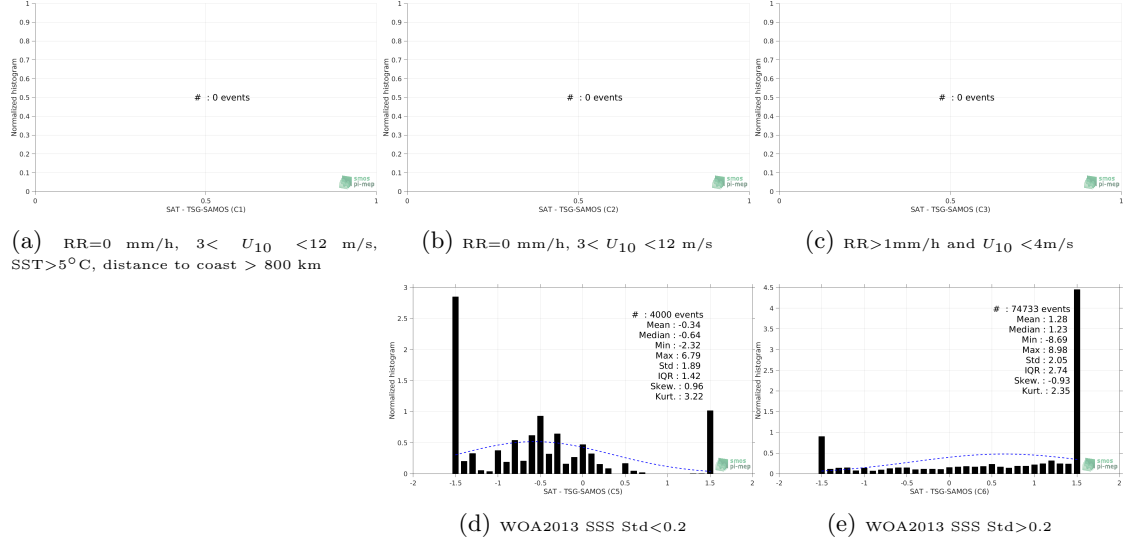 1
0.9
0.8
0.7
0.6
0.5
0.4
0.3
0.2
0.1
0
Normalized histogram
# : 0 events
smos
pi-mep
0 0.5 1
SAT - TSG-SAMOS (C1)
1
0.9
0.8
0.7
0.6
0.5
0.4
0.3
0.2
0.1
0
Normalized histogram
# : 0 events
smos
pi-mep
0 0.5 1
SAT - TSG-SAMOS (C2)
1
0.9
0.8
0.7
0.6
0.5
0.4
0.3
0.2
0.1
0
Normalized histogram
# : 0 events
smos
pi-mep
0 0.5 1
SAT - TSG-SAMOS (C3)
(a) RR=0 mm/h, 3< U10 <12 m/s,
SST>5°C, distance to coast > 800 km
(b) RR=0 mm/h, 3< U10 <12 m/s
(c) RR>1mm/h and U10 <4m/s
3
2.5
2
1.5
1
0.5
0
Normalized histogram
# : 4000 events
Mean : -0.34
Median : -0.64
Min : -2.32
Max : 6.79
Std : 1.89
IQR : 1.42
Skew. : 0.96
Kurt. : 3.22
smos
pi-mep
-2 -1.5 -1 -0.5 0 0.5 1 1.5 2
SAT - TSG-SAMOS (C5)
4.5
4
3.5
3
2.5
2
1.5
1
0.5
0
Normalized histogram
# : 74733 events
Mean : 1.28
Median : 1.23
Min : -8.69
Max : 8.98
Std : 2.05
IQR : 2.74
Skew. : -0.93
Kurt. : 2.35
smos
pi-mep
-2 -1.5 -1 -0.5 0 0.5 1 1.5 2
SAT - TSG-SAMOS (C6)
(d) WOA2013 SSS Std<0.2
(e) WOA2013 SSS Std>0.2